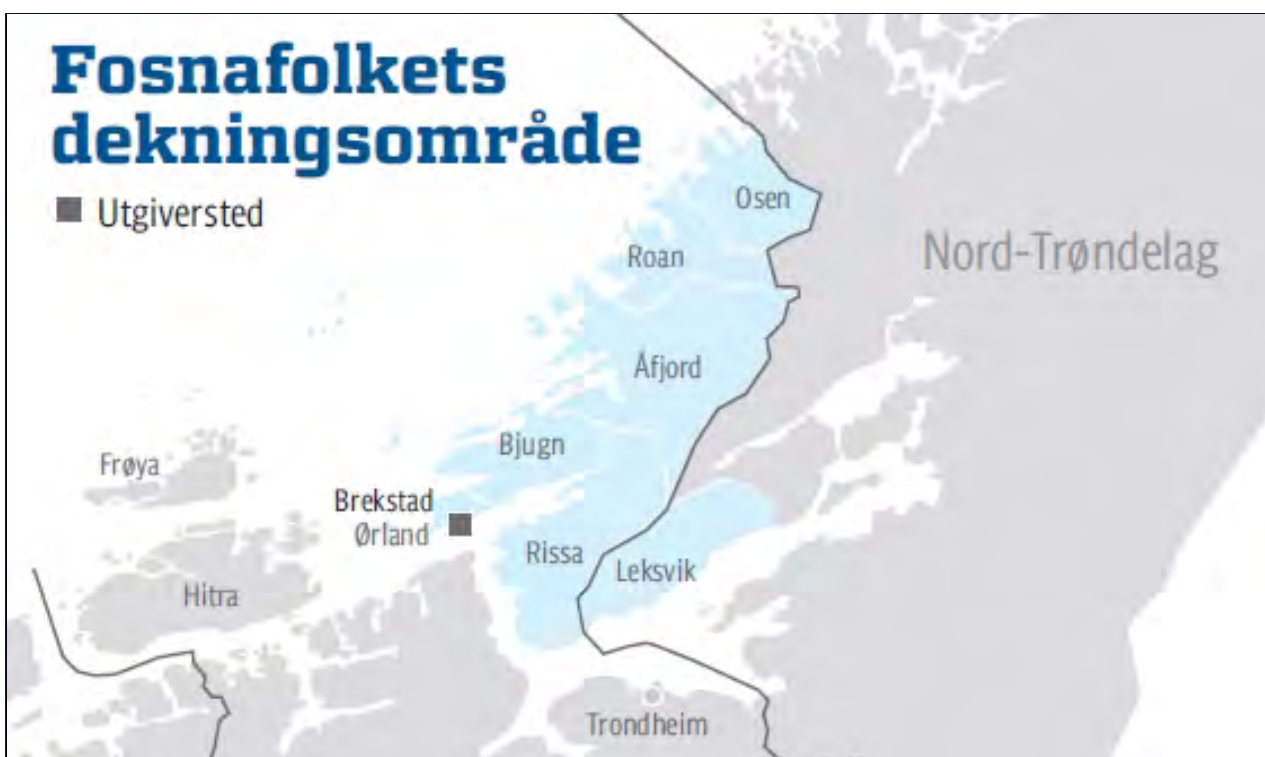 Fosnafolkets
dekningsområde
Utgiversted
Osen
Nord-Trøndelag
Roan
Åfjord
Bjugn
Frøya
Brekstad
Ørland
Rissa
Leksvik
Hitra
Trondheim